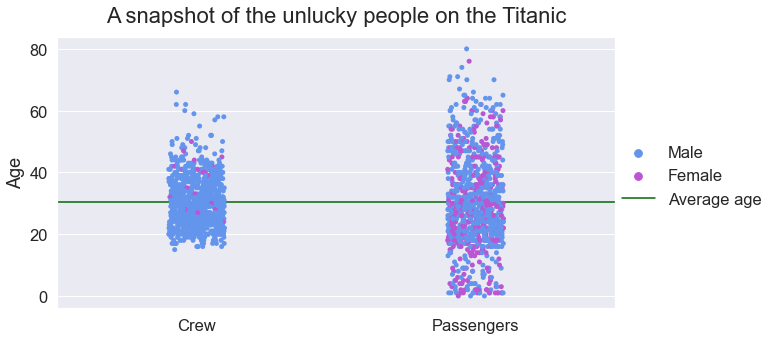 A snapshot of the unlucky people on the Titanic
80
60
40
20
0
Age
Crew
Passengers
Male
Female
Average age